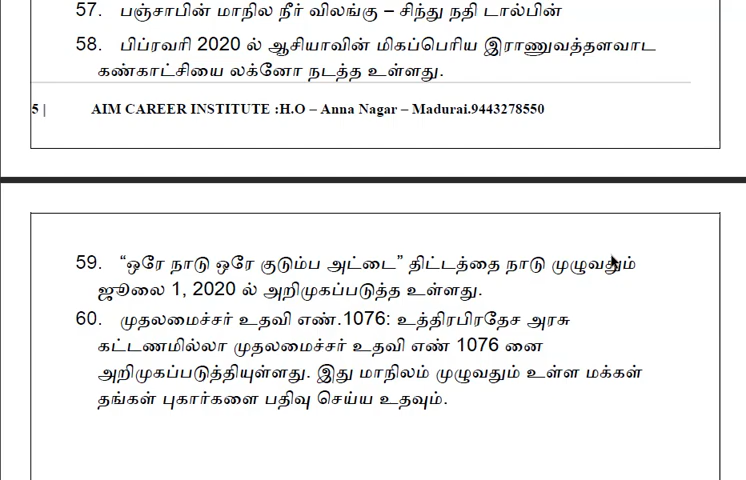 57. பஞ்சாபின் மாநில நீர் விலங்கு – சிந்து நதி டால்பின்
58. பிப்ரவரி 2020 ல் ஆசியாவின் மிகப்பெரிய இராணுவத்தளவாட
கண்காட்சியை லக்னோ நடத்த உள்ளது.
5 | AIM CAREER INSTITUTE :H.O – Anna Nagar – Madurai.9443278550
59. “ஒரே நாடு ஒரே குடும்ப அட்டை” திட்டத்தை நாடு முழுவதும்
ஜூலை 1, 2020 ல் அறிமுகப்படுத்த உள்ளது.
60. முதலமைச்சர் உதவி எண்.1076: உத்திரபிரதேச அரசு
கட்டணமில்லா முதலமைச்சர் உதவி எண் 1076 னை
அறிமுகப்படுத்தியுள்ளது. இது மாநிலம் முழுவதும் உள்ள மக்கள்
தங்கள் புகார்களை பதிவு செய்ய உதவும்.